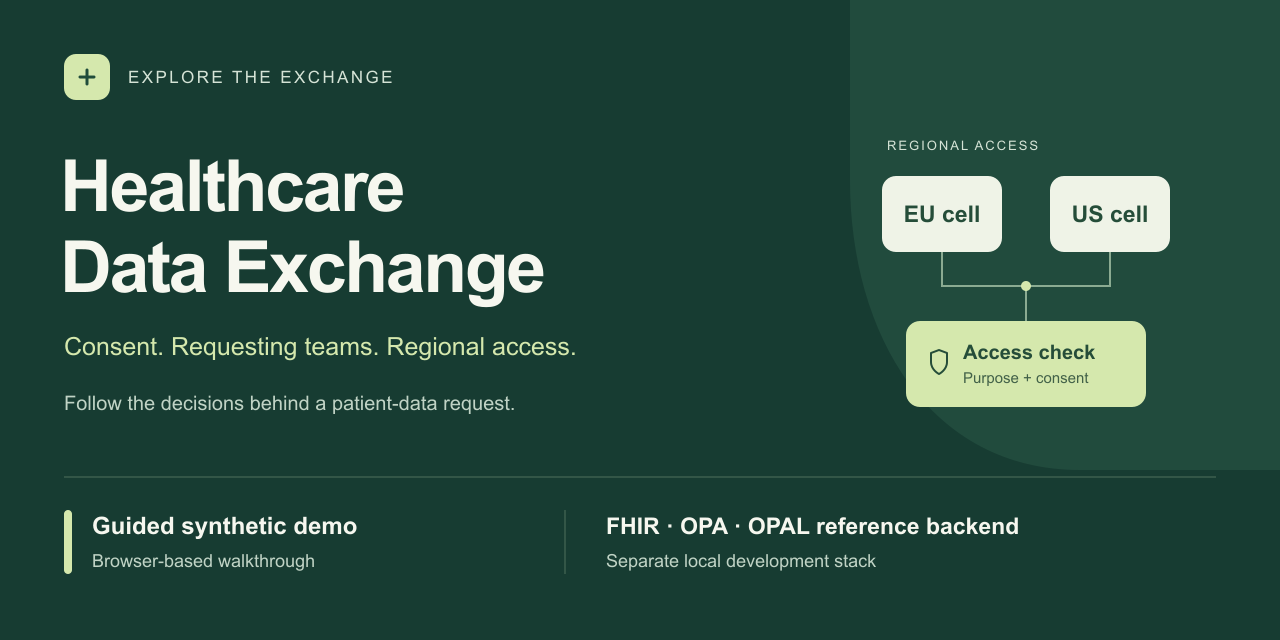 EXPLORE THE EXCHANGE
Healthcare
Data Exchange
Consent. Requesting teams. Regional access.
Follow the decisions behind a patient-data request.
REGIONAL ACCESS
EU cell
US cell
Access check
Purpose + consent
Guided synthetic demo
Browser-based walkthrough
FHIR · OPA · OPAL reference backend
Separate local development stack